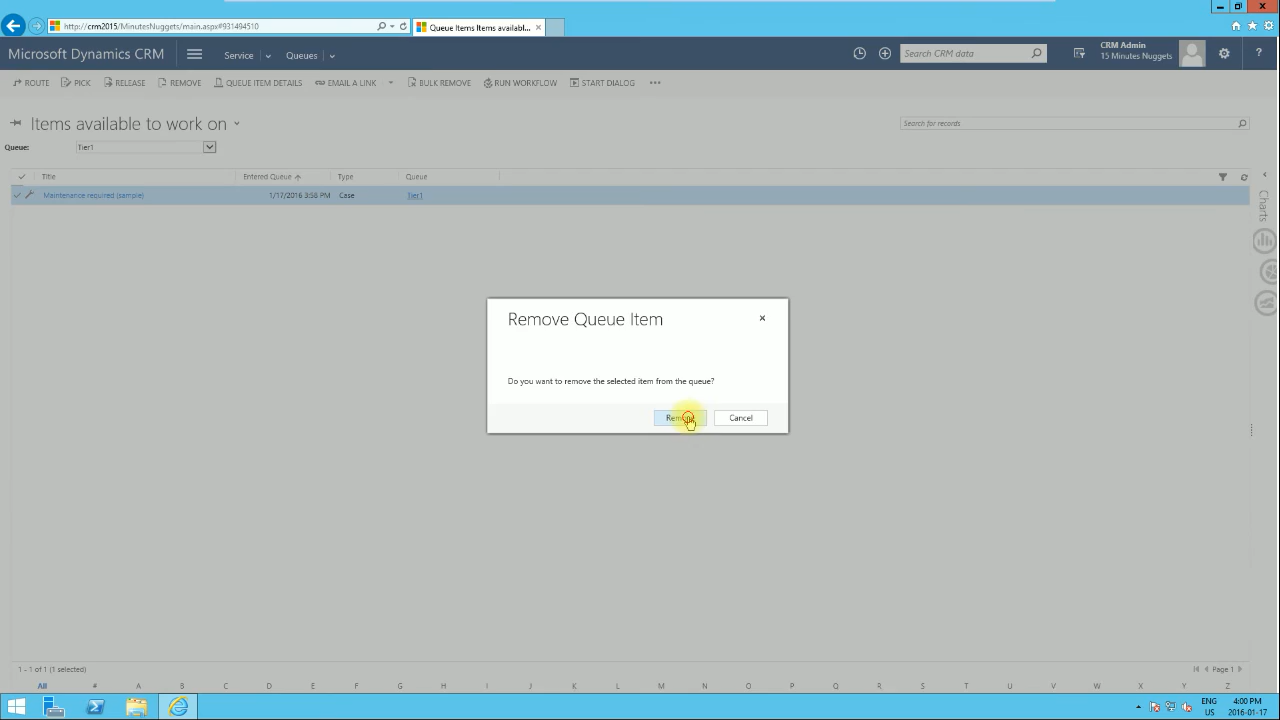 http://crm2015/MinutesNuggets/main.aspx#931494510
Queue Items Items availabl...
Microsoft Dynamics CRM
Service
Queues
Search CRM data
CRM Admin
15 Minutes Nuggets
?
ROUTE
PICK
RELEASE
REMOVE
QUEUE ITEM DETAILS
EMAIL A LINK
BULK REMOVE
RUN WORKFLOW
START DIALOG
Items available to work on
Search for records
Queue:
Tier1
Title
Entered Queue
Type
Queue
Maintenance required (sample)
1/17/2016 3:58 PM
Case
Tier1
Charts
Remove Queue Item
Do you want to remove the selected item from the queue?
Cancel
1 - 1 of 1 (1 selected)
Page 1
All # A B C D E F G H I J K L M N O P Q R S T U V W X Y Z
ENG
US
4:00 PM
2016-01-17